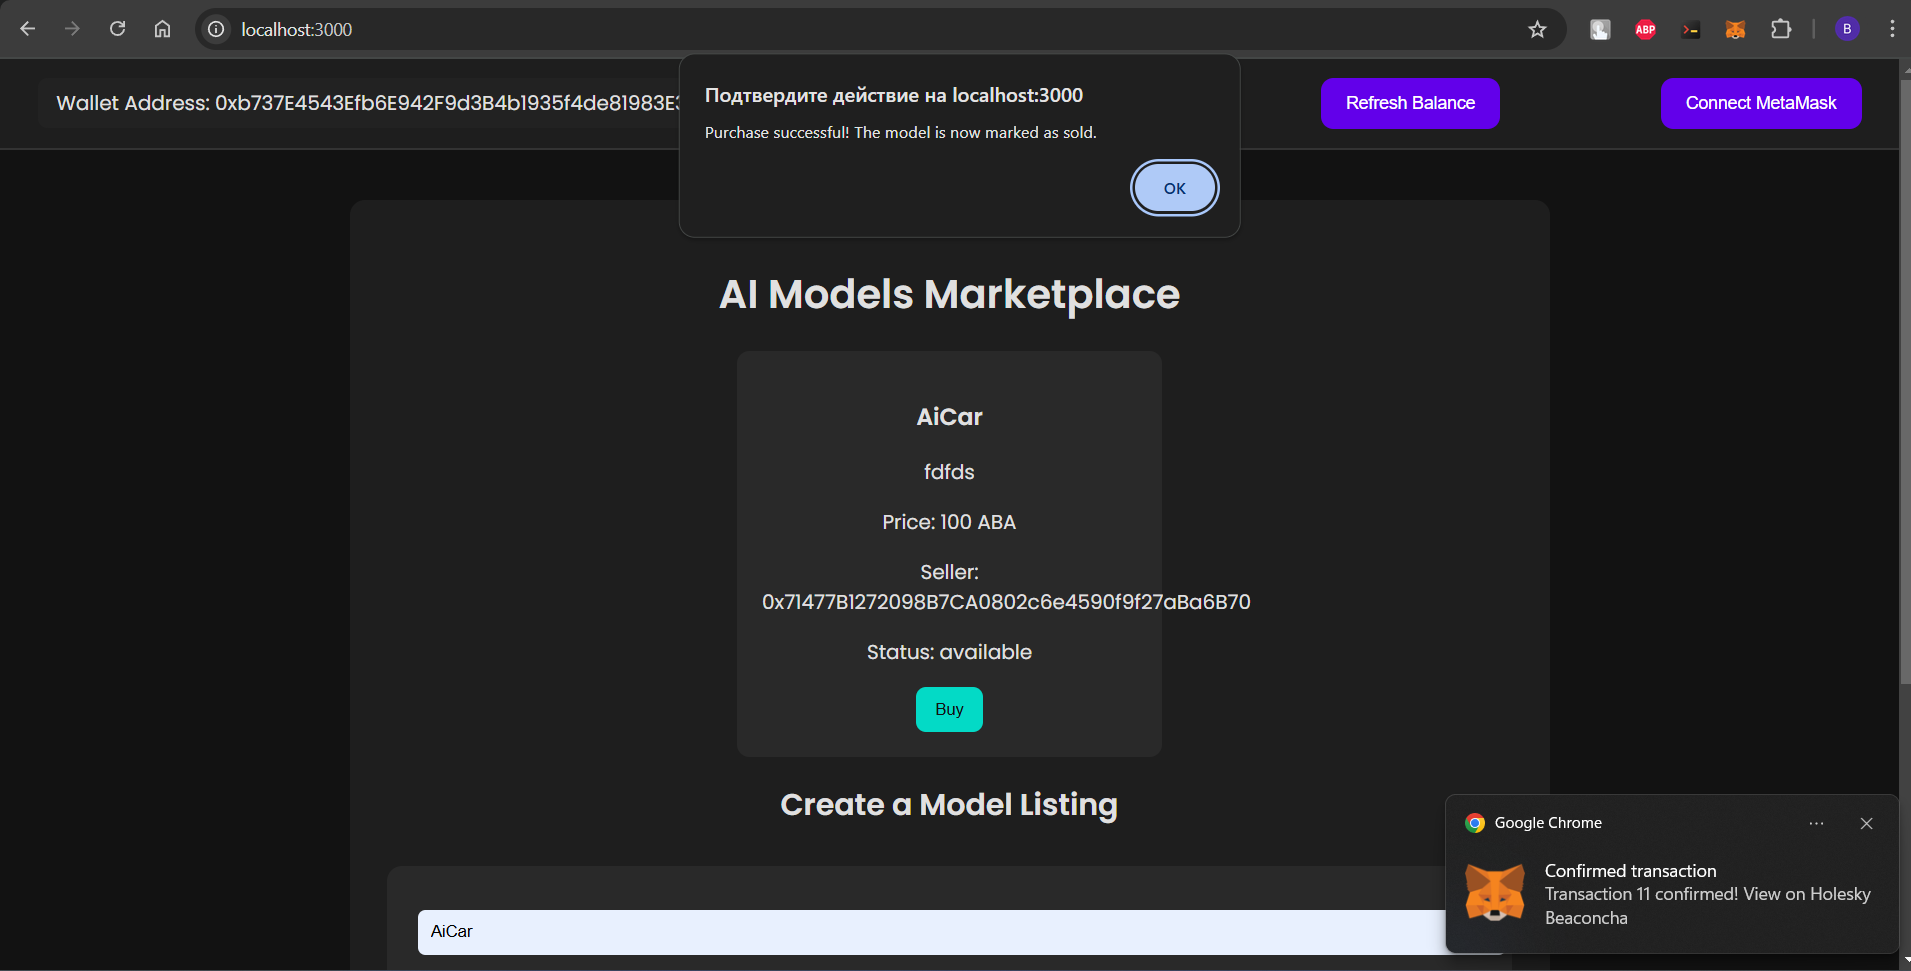 localhost:3000
ABP
B
Wallet Address: 0xb737E4543Efb6E942F9d3B4b1935f4de81983E3
Подтвердите действие на localhost:3000
Purchase successful! The model is now marked as sold.
OK
Refresh Balance
Connect MetaMask
AI Models Marketplace
AiCar
fdfds
Price: 100 ABA
Seller:
0x71477B1272098B7CA0802c6e4590f9f27aBa6B70
Status: available
Buy
Create a Model Listing
AiCar
Google Chrome
Confirmed transaction
Transaction 11 confirmed! View on Holesky
Beaconcha